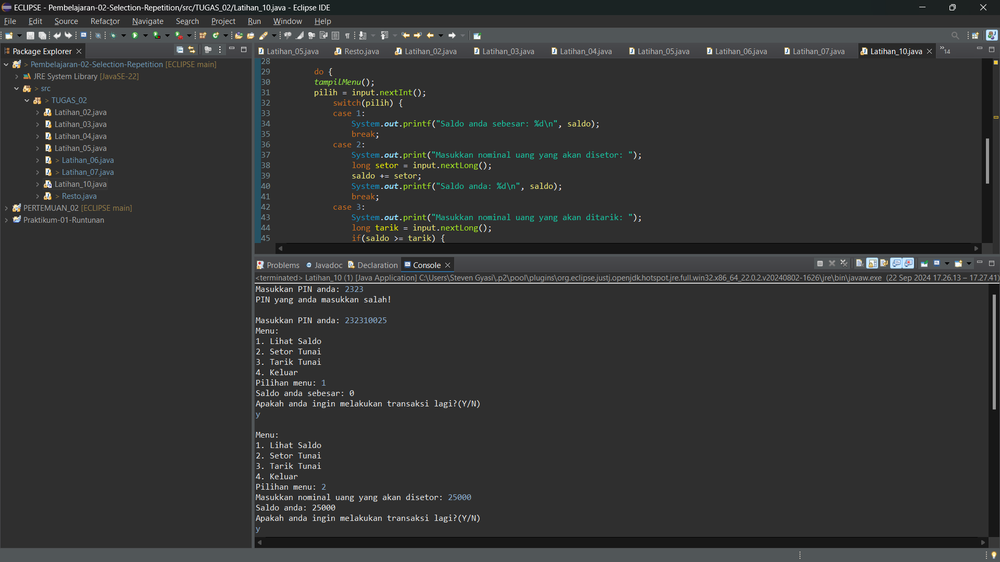 ECLIPSE - Pembelajaran-02-Selection-Repetition/src/TUGAS_02/Latihan_10.java - Eclipse IDE
File Edit Source Refactor Navigate Search Project Run Window Help
Package Explorer
> Pembelajaran-02-Selection-Repetition [ECLIPSE main]
JRE System Library [JavaSE-22]
> src
> TUGAS_02
Latihan_02.java
Latihan_03.java
Latihan_04.java
Latihan_05.java
> Latihan_06.java
> Latihan_07.java
Latihan_10.java
> Resto.java
PERTEMUAN_02 [ECLIPSE main]
Praktikum-01-Runtunan
Latihan_05.java Resto.java Latihan_02.java Latihan_03.java Latihan_04.java Latihan_05.java Latihan_06.java Latihan_07.java Latihan_10.java »14
28
29 do {
30 tampilMenu();
31 pilih = input.nextInt();
32 switch(pilih) {
33 case 1:
34 System.out.printf("Saldo anda sebesar: %d\n", saldo);
35 break;
36 case 2:
37 System.out.print("Masukkan nominal uang yang akan disetor: ");
38 long setor = input.nextLong();
39 saldo += setor;
40 System.out.printf("Saldo anda: %d\n", saldo);
41 break;
42 case 3:
43 System.out.print("Masukkan nominal uang yang akan ditarik: ");
44 long tarik = input.nextLong();
45 if(saldo >= tarik) {
Problems @ Javadoc Declaration Console
<terminated> Latihan_10 (1) [Java Application] C:\Users\Steven Gyasi\.p2\pool\plugins\org.eclipse.justj.openjdk.hotspot.jre.full.win32.x86_64_22.0.2.v20240802-1626\jre\bin\javaw.exe (22 Sep 2024 17.26.13 – 17.27.41)
Masukkan PIN anda: 2323
PIN yang anda masukkan salah!
Masukkan PIN anda: 232310025
Menu:
1. Lihat Saldo
2. Setor Tunai
3. Tarik Tunai
4. Keluar
Pilihan menu: 1
Saldo anda sebesar: 0
Apakah anda ingin melakukan transaksi lagi?(Y/N)
y
Menu:
1. Lihat Saldo
2. Setor Tunai
3. Tarik Tunai
4. Keluar
Pilihan menu: 2
Masukkan nominal uang yang akan disetor: 25000
Saldo anda: 25000
Apakah anda ingin melakukan transaksi lagi?(Y/N)
y